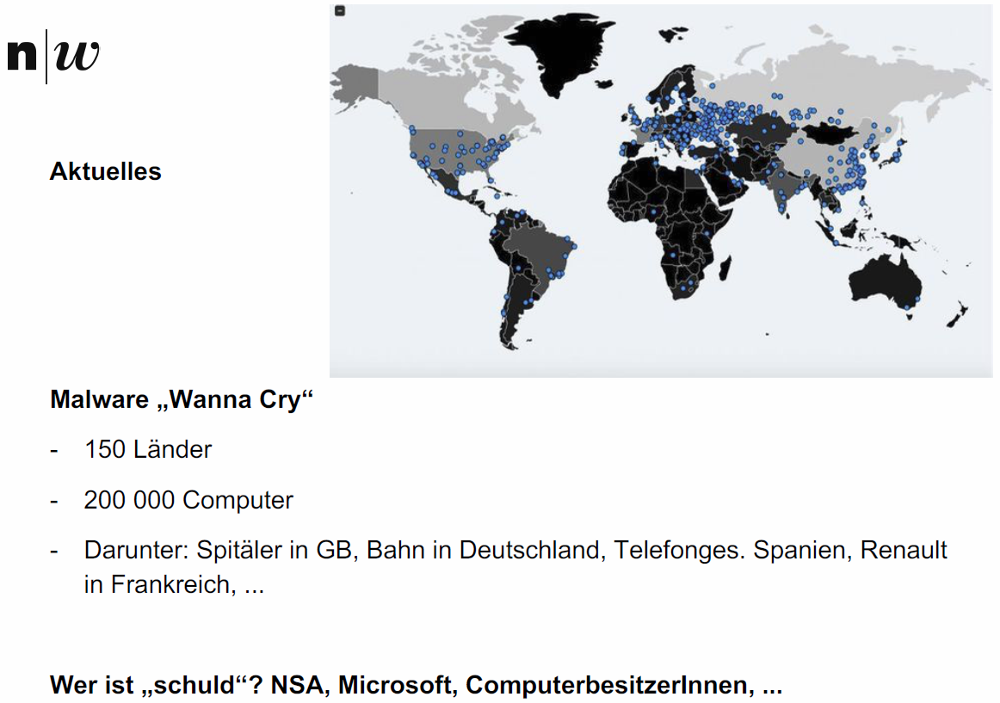 n|w
Aktuelles
Malware „Wanna Cry“
- 150 Länder
- 200 000 Computer
- Darunter: Spitäler in GB, Bahn in Deutschland, Telefonges. Spanien, Renault
in Frankreich, ...
Wer ist „schuld“? NSA, Microsoft, ComputerbesitzerInnen, ...